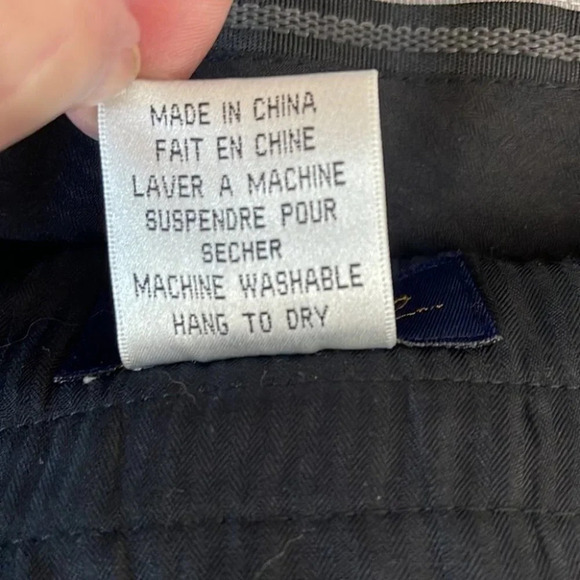 MADE IN CHINA
FAIT EN CHINE
LAVER A MACHINE
SUSPENDRE POUR
SECHER
MACHINE WASHABLE
HANG TO DRY